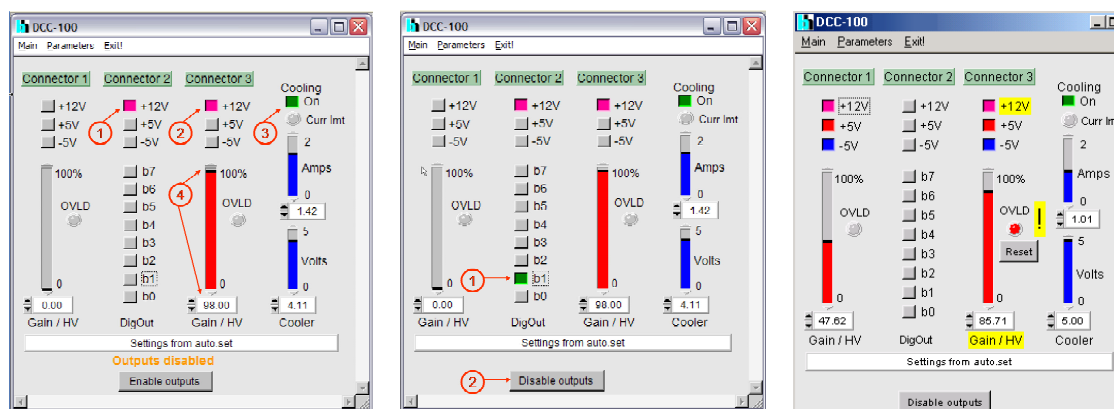 DCC-100
Main Parameters Exit!
Connector 1 Connector 2 Connector 3
Cooling
On
+12V +12V +12V
Curr lmt
+5V +5V +5V
-5V -5V -5V
1 2 3
2
100% b7 100% Amps
b6
OVLD b5 OVLD 0
4
b4 1.42
b3 5
b2 Volts
0 b1 0
b0 0
0.00 98.00 4.11
Gain / HV DigOut Gain / HV Cooler
Settings from auto.set
Outputs disabled
Enable outputs
DCC-100
Main Parameters Exit!
Connector 1 Connector 2 Connector 3
Cooling
On
+12V +12V +12V
Curr lmt
+5V +5V +5V
-5V -5V -5V
2
100% b7 100% Amps
b6
OVLD b5 OVLD 0
b4 1.42
b3 5
b2 Volts
1
0 b1 0
b0 0
0.00 98.00 4.11
Gain / HV DigOut Gain / HV Cooler
Settings from auto.set
2
Disable outputs
DCC-100
Main Parameters Exit!
Connector 1 Connector 2 Connector 3
Cooling
On
+12V +12V +12V
Curr lmt
+5V +5V +5V
-5V -5V -5V
2
100% b7 100% Amps
b6
OVLD b5 OVLD ! 0
b4 1.01
b3 Reset 5
b2 Volts
0 b1 0
b0 0
47.62 85.71 5.00
Gain / HV DigOut Gain / HV Cooler
Settings from auto.set
Disable outputs